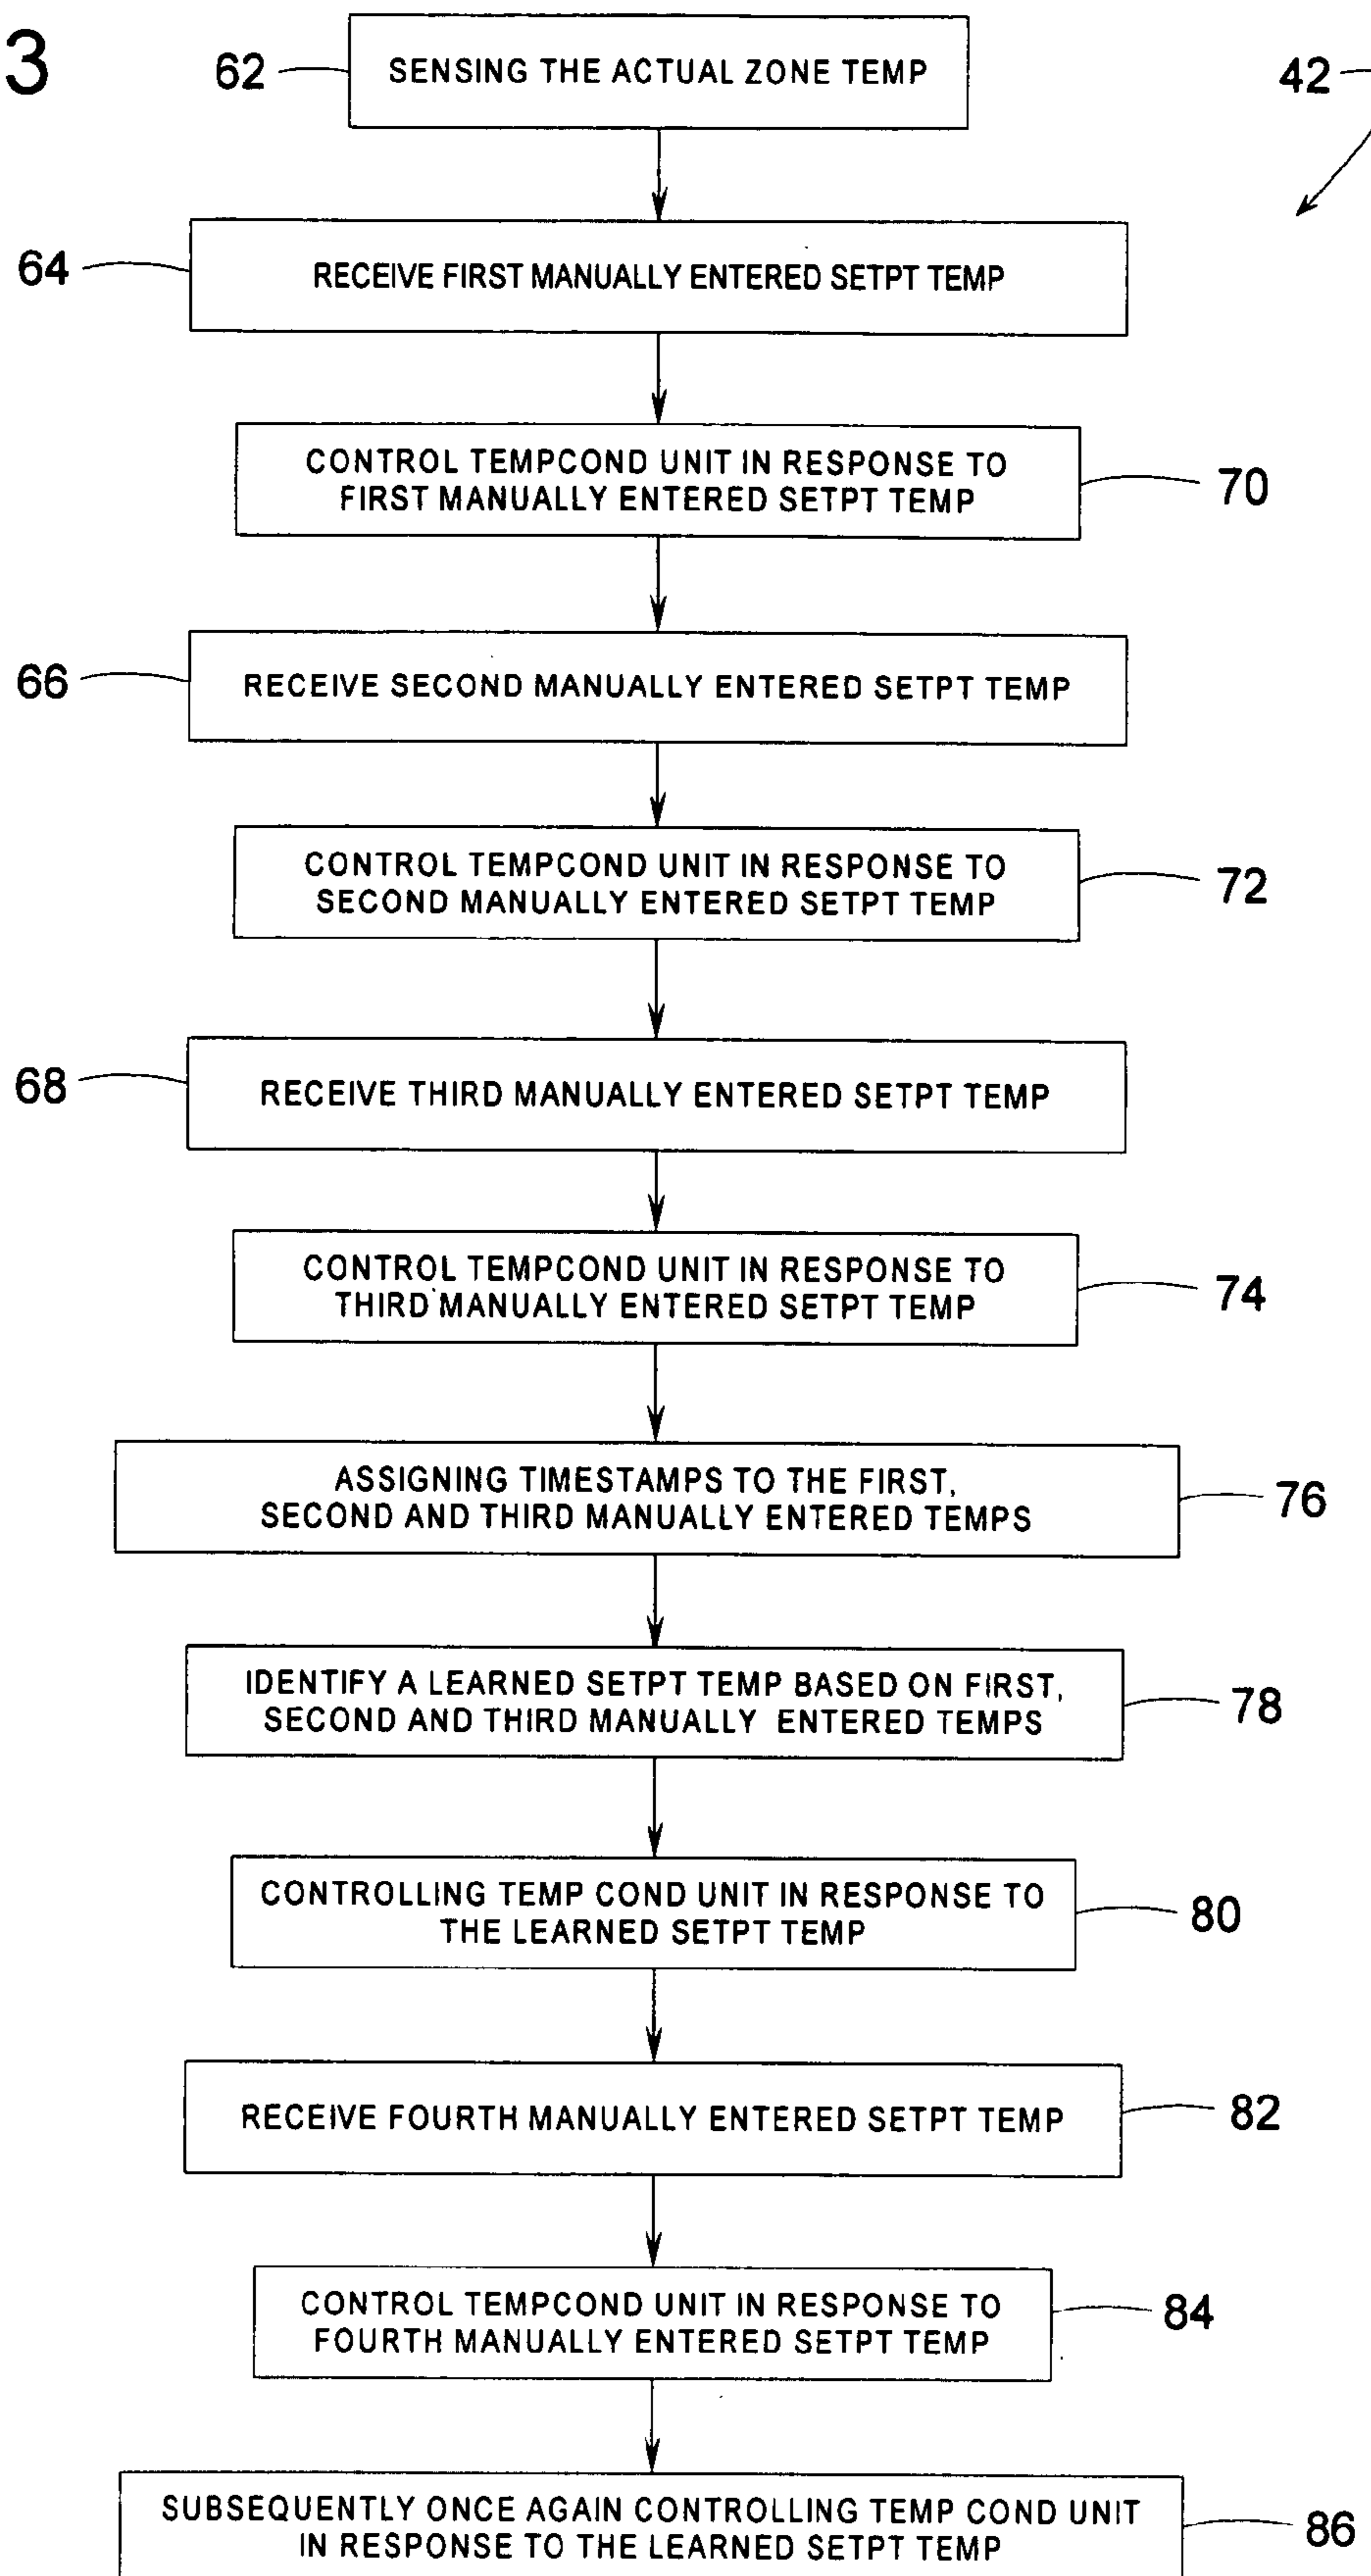 3
62
SENSING THE ACTUAL ZONE TEMP
42
64
RECEIVE FIRST MANUALLY ENTERED SETPT TEMP
CONTROL TEMPCOND UNIT IN RESPONSE TO
FIRST MANUALLY ENTERED SETPT TEMP
70
66
RECEIVE SECOND MANUALLY ENTERED SETPT TEMP
CONTROL TEMPCOND UNIT IN RESPONSE TO
SECOND MANUALLY ENTERED SETPT TEMP
72
68
RECEIVE THIRD MANUALLY ENTERED SETPT TEMP
CONTROL TEMPCOND UNIT IN RESPONSE TO
THIRD MANUALLY ENTERED SETPT TEMP
74
ASSIGNING TIMESTAMPS TO THE FIRST,
SECOND AND THIRD MANUALLY ENTERED TEMPS
76
IDENTIFY A LEARNED SETPT TEMP BASED ON FIRST,
SECOND AND THIRD MANUALLY ENTERED TEMPS
78
CONTROLLING TEMP COND UNIT IN RESPONSE TO
THE LEARNED SETPT TEMP
80
RECEIVE FOURTH MANUALLY ENTERED SETPT TEMP
82
CONTROL TEMPCOND UNIT IN RESPONSE TO
FOURTH MANUALLY ENTERED SETPT TEMP
84
SUBSEQUENTLY ONCE AGAIN CONTROLLING TEMP COND UNIT
IN RESPONSE TO THE LEARNED SETPT TEMP
86